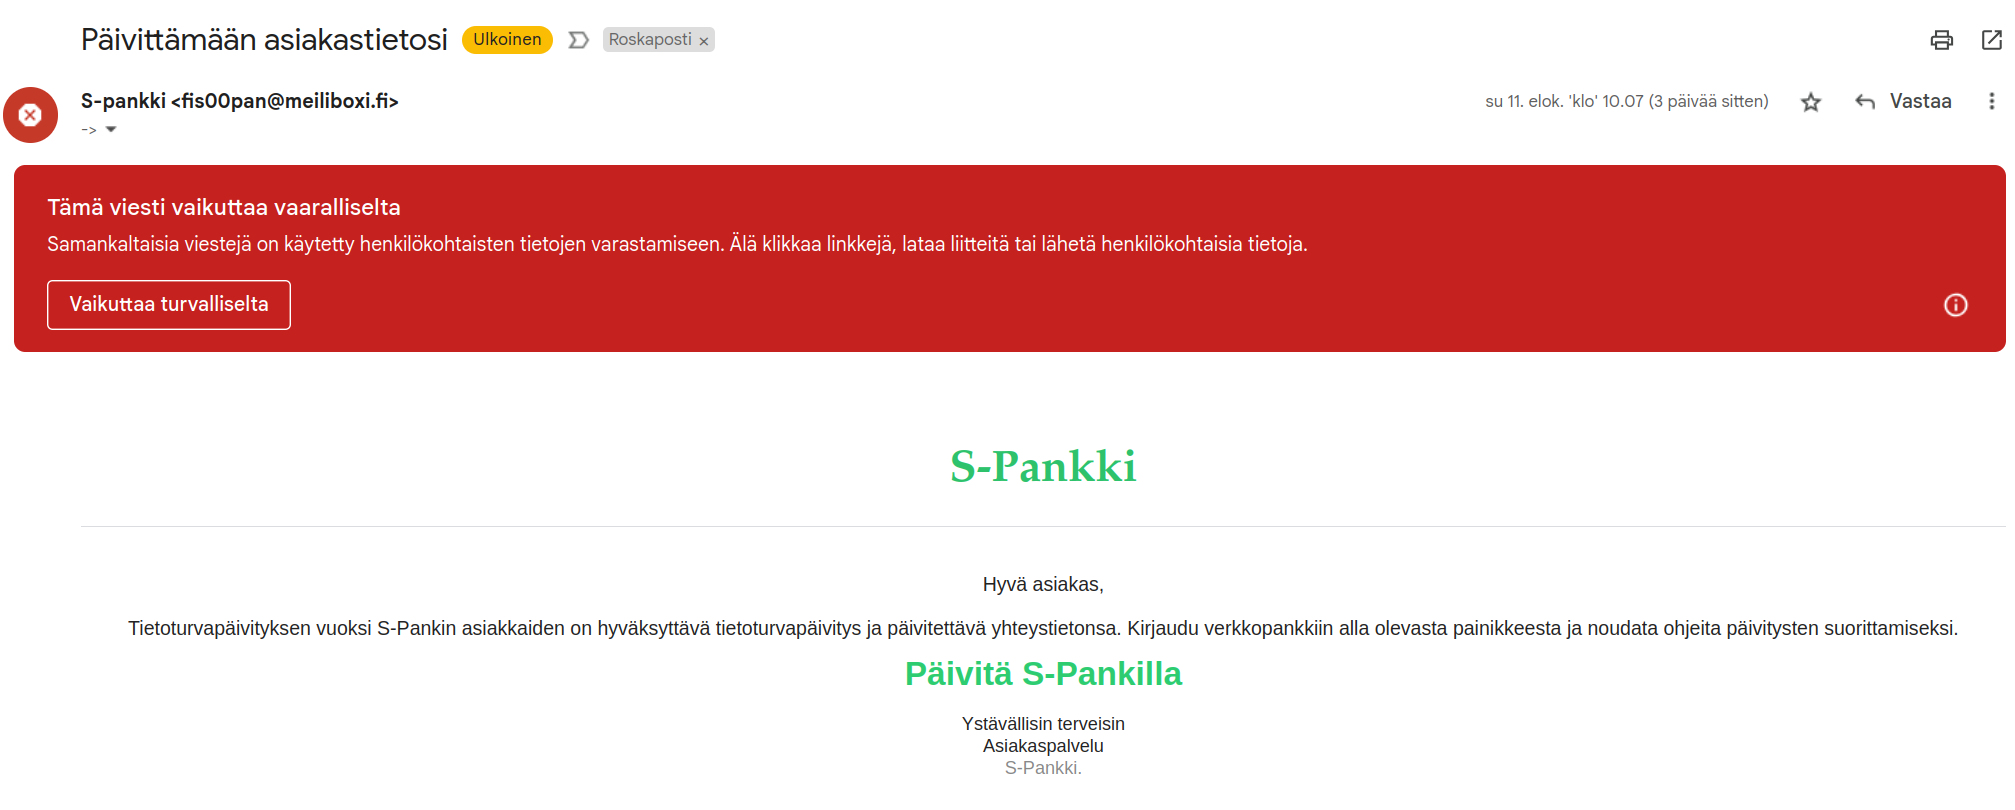 Päivittämään asiakastietosi Ulkoinen Roskaposti ×
S-pankki <fis00pan@meiliboxi.fi> su 11. elok. 'klo' 10.07 (3 päivää sitten) Vastaa
->
Tämä viesti vaikuttaa vaaralliselta
Samankaltaisia viestejä on käytetty henkilökohtaisten tietojen varastamiseen. Älä klikkaa linkkejä, lataa liitteitä tai lähetä henkilökohtaisia tietoja.
Vaikuttaa turvalliselta
S-Pankki
Hyvä asiakas,
Tietoturvapäivityksen vuoksi S-Pankin asiakkaiden on hyväksyttävä tietoturvapäivitys ja päivitettävä yhteystietonsa. Kirjaudu verkkopankkiin alla olevasta painikkeesta ja noudata ohjeita päivitysten suorittamiseksi.
Päivitä S-Pankilla
Ystävällisin terveisin
Asiakaspalvelu
S-Pankki.